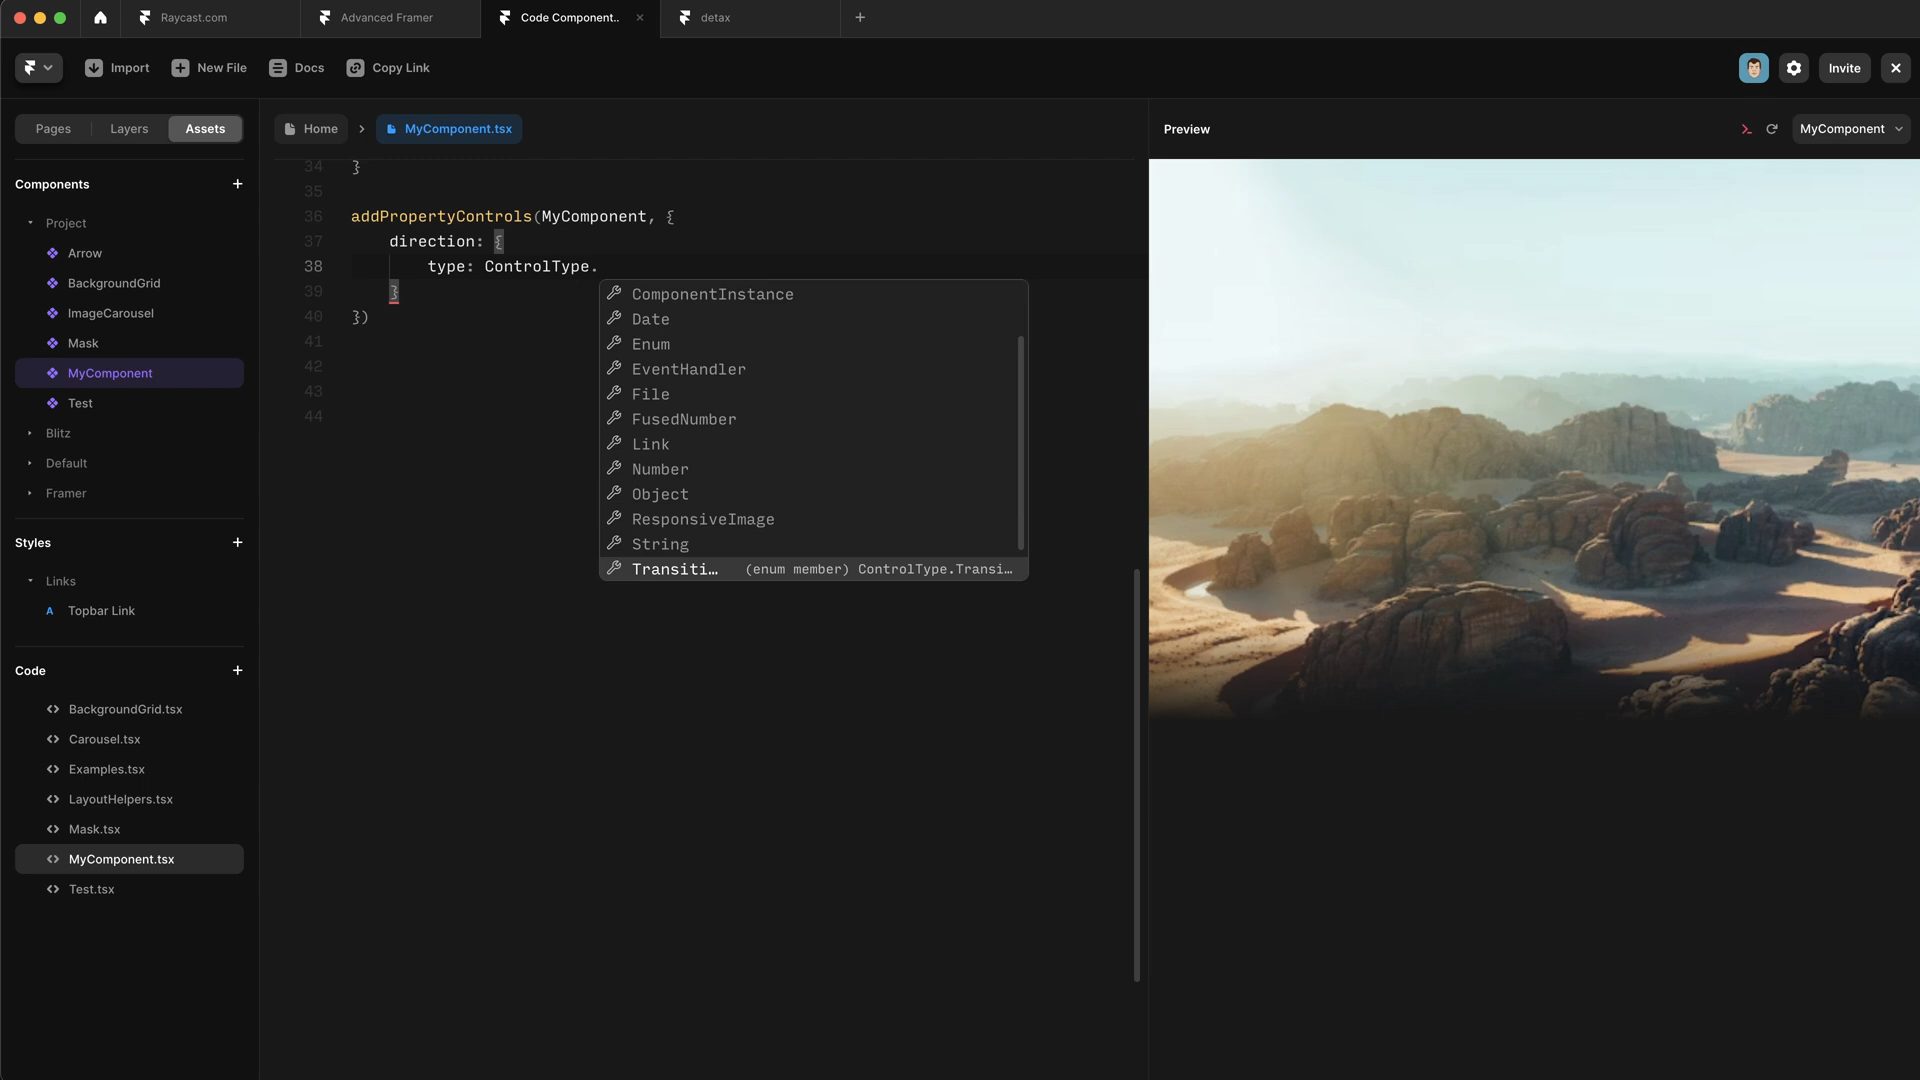 Raycast.com
Advanced Framer
Code Component..
detax
Import
New File
Docs
Copy Link
Invite
Pages
Layers
Assets
Home
MyComponent.tsx
Preview
MyComponent
Components
Project
Arrow
BackgroundGrid
ImageCarousel
Mask
MyComponent
Test
Blitz
Default
Framer
Styles
Links
A Topbar Link
Code
BackgroundGrid.tsx
Carousel.tsx
Examples.tsx
LayoutHelpers.tsx
Mask.tsx
MyComponent.tsx
Test.tsx
34 }
35
36 addPropertyControls(MyComponent, {
37 direction: {
38 type: ControlType.
39 }
40 })
41
42
43
44
ComponentInstance
Date
Enum
EventHandler
File
FusedNumber
Link
Number
Object
ResponsiveImage
String
Transiti… (enum member) ControlType.Transi…